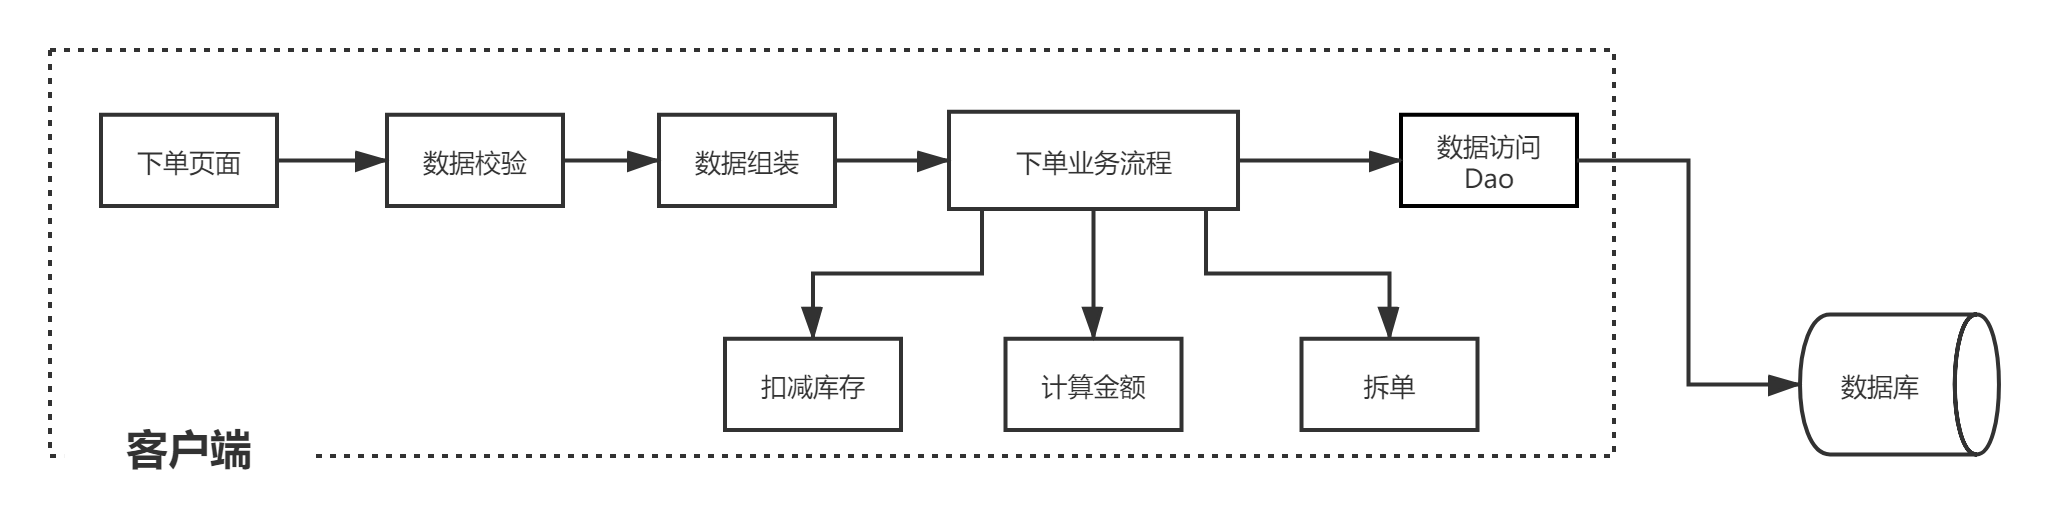 下单页面
数据校验
数据组装
下单业务流程
数据访问
Dao
扣减库存
计算金额
拆单
数据库
客户端